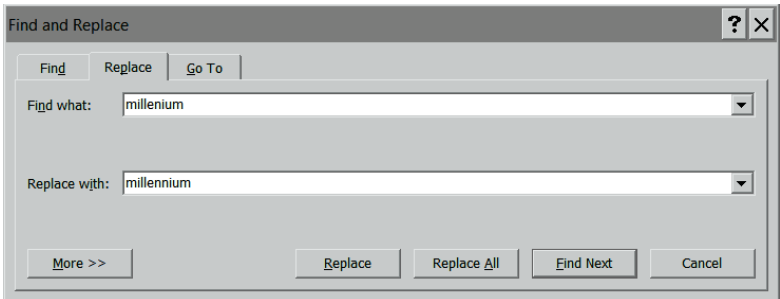 Find and Replace ? X
Find Replace Go To
Find what: millenium
Replace with: millennium
More >> Replace Replace All Find Next Cancel